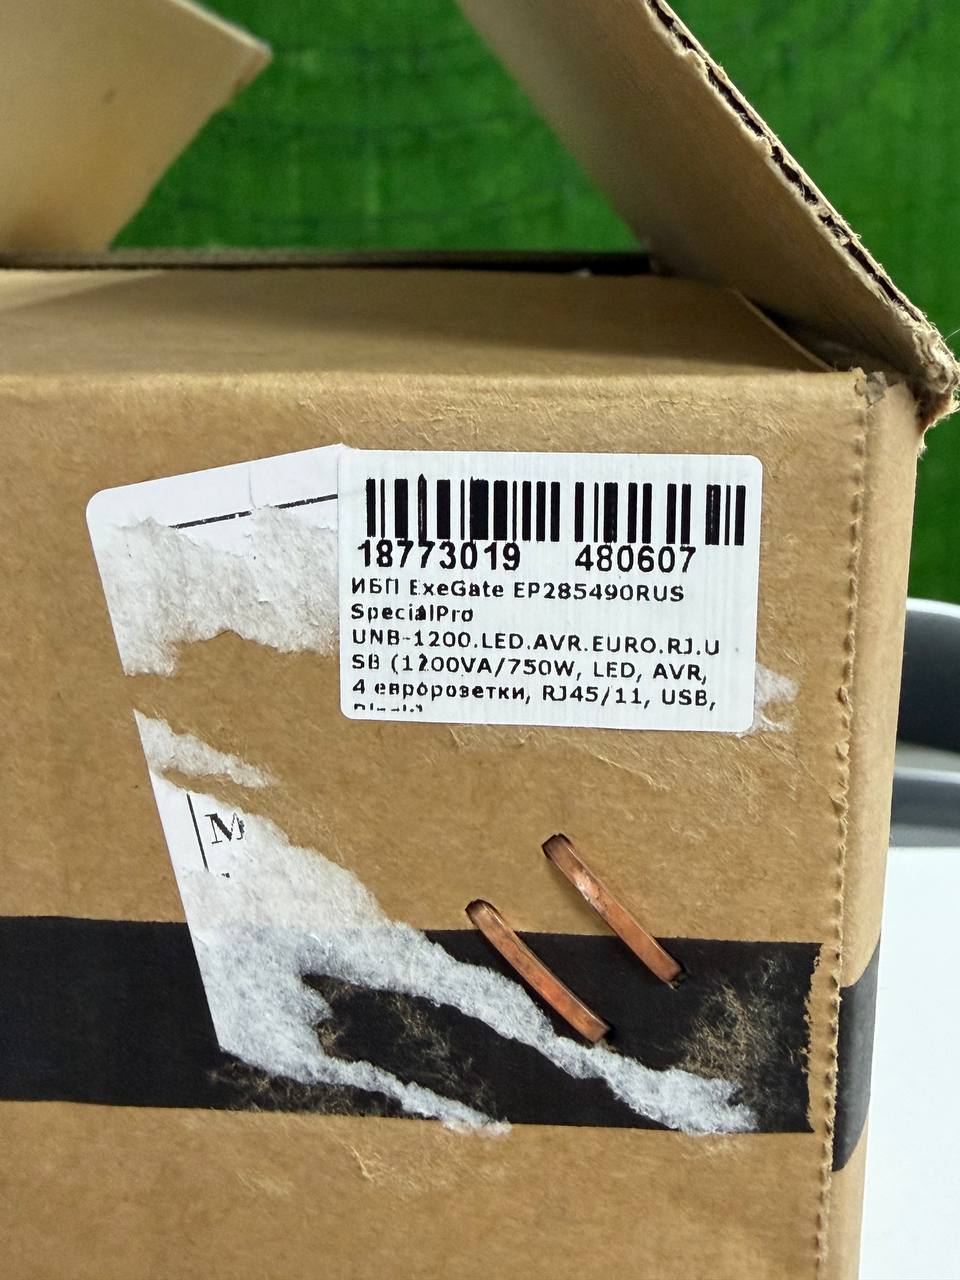 18773019 480607
ИБП ExeGate EP285490RUS
SpecialPro
UNB-1200.LED.AVR.EURO.RJ.U
SB (1200VA/750W, LED, AVR,
4 евророзетки, RJ45/11, USB,
M